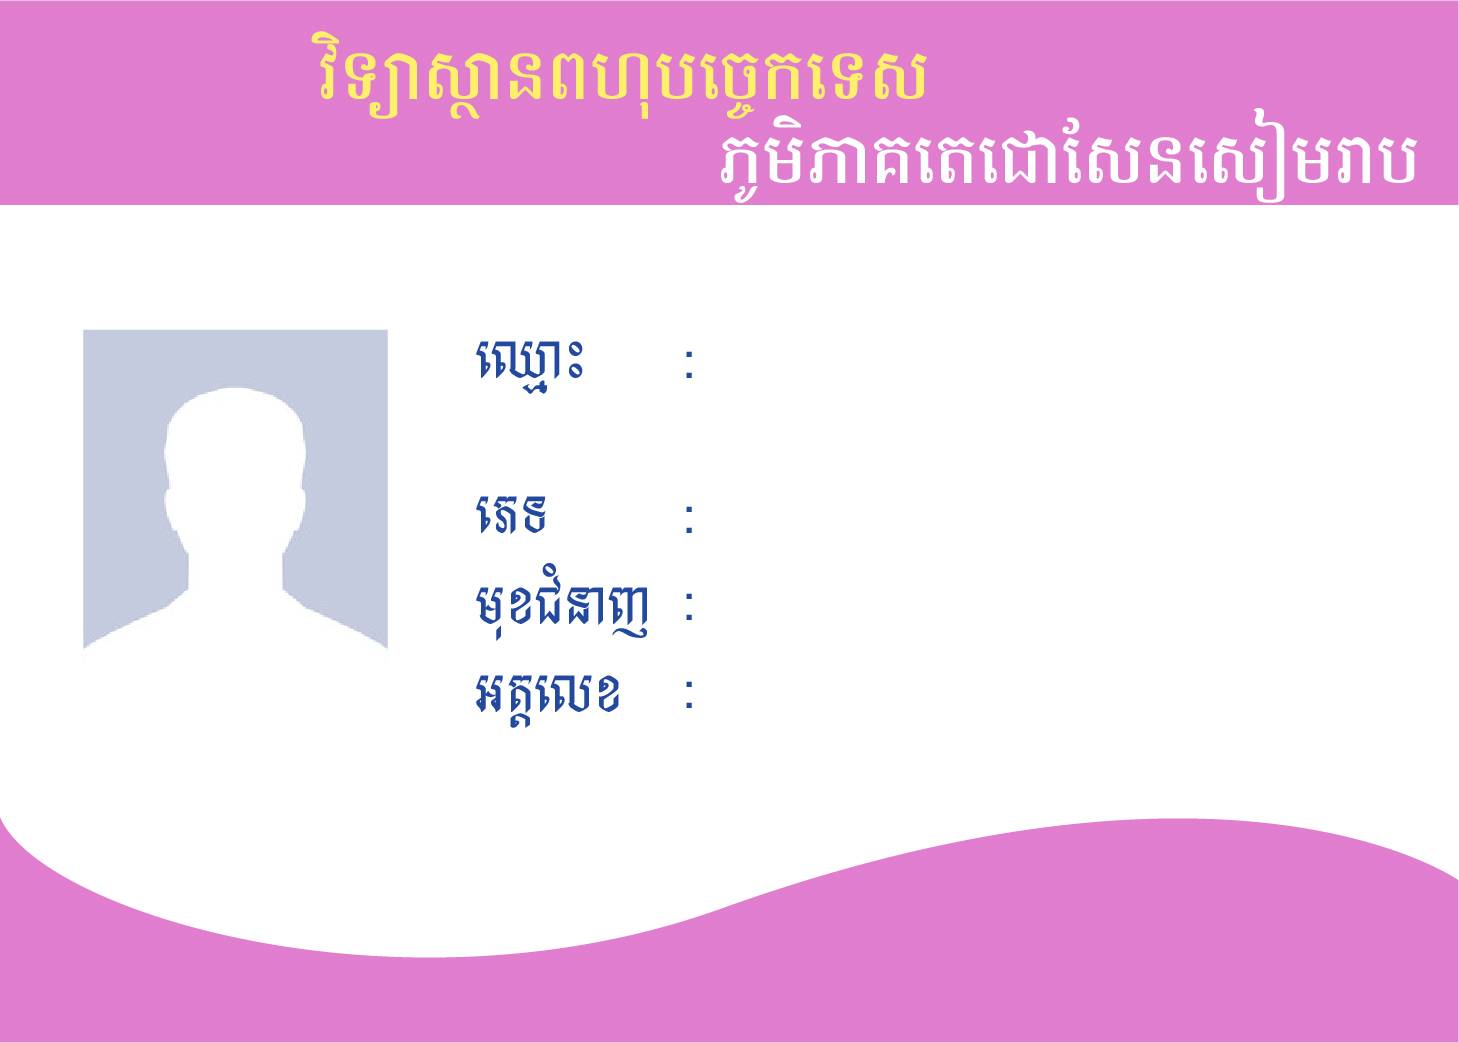 វិទ្យាស្ថានពហុបច្ចេកទេស
ភូមិភាគតេជោសែនសៀមរាប
ឈ្មោះ :
ភេទ :
មុខជំនាញ :
អត្តលេខ :